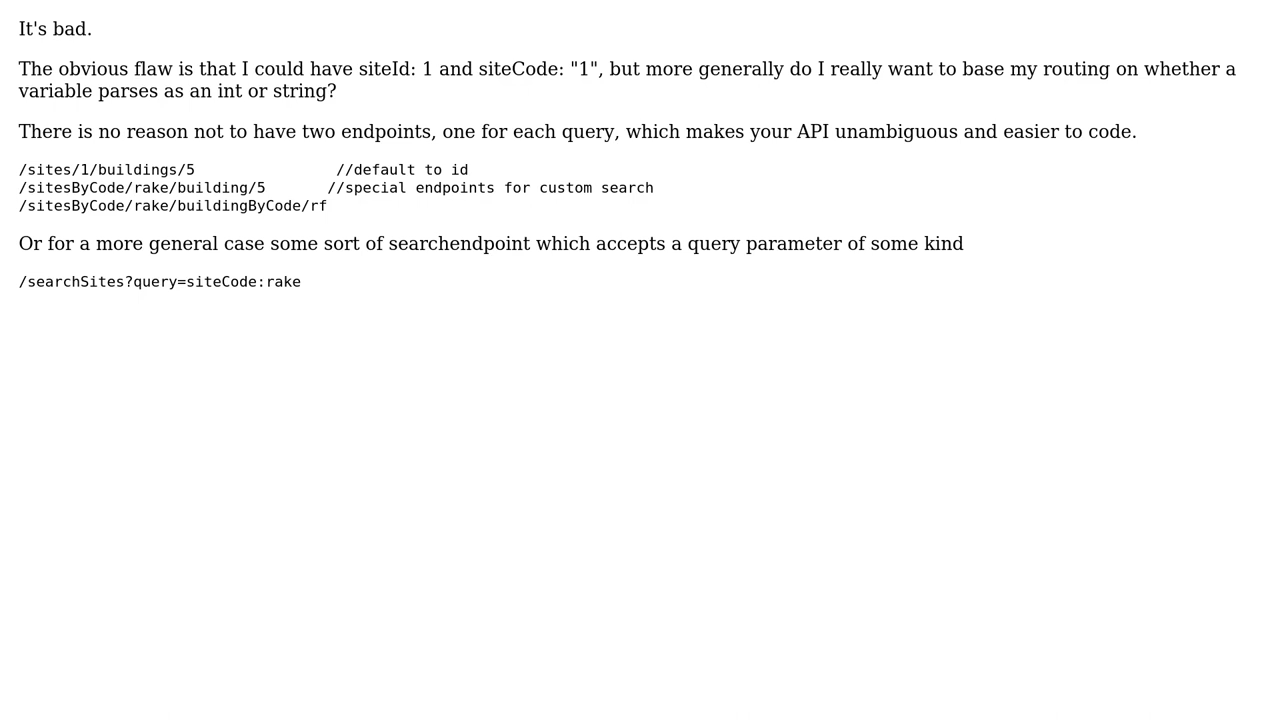 It's bad.
The obvious flaw is that I could have siteId: 1 and siteCode: "1", but more generally do I really want to base my routing on whether a
variable parses as an int or string?
There is no reason not to have two endpoints, one for each query, which makes your API unambiguous and easier to code.
/sites/1/buildings/5                //default to id
/sitesByCode/rake/building/5       //special endpoints for custom search
/sitesByCode/rake/buildingByCode/rf
Or for a more general case some sort of searchendpoint which accepts a query parameter of some kind
/searchSites?query=siteCode:rake